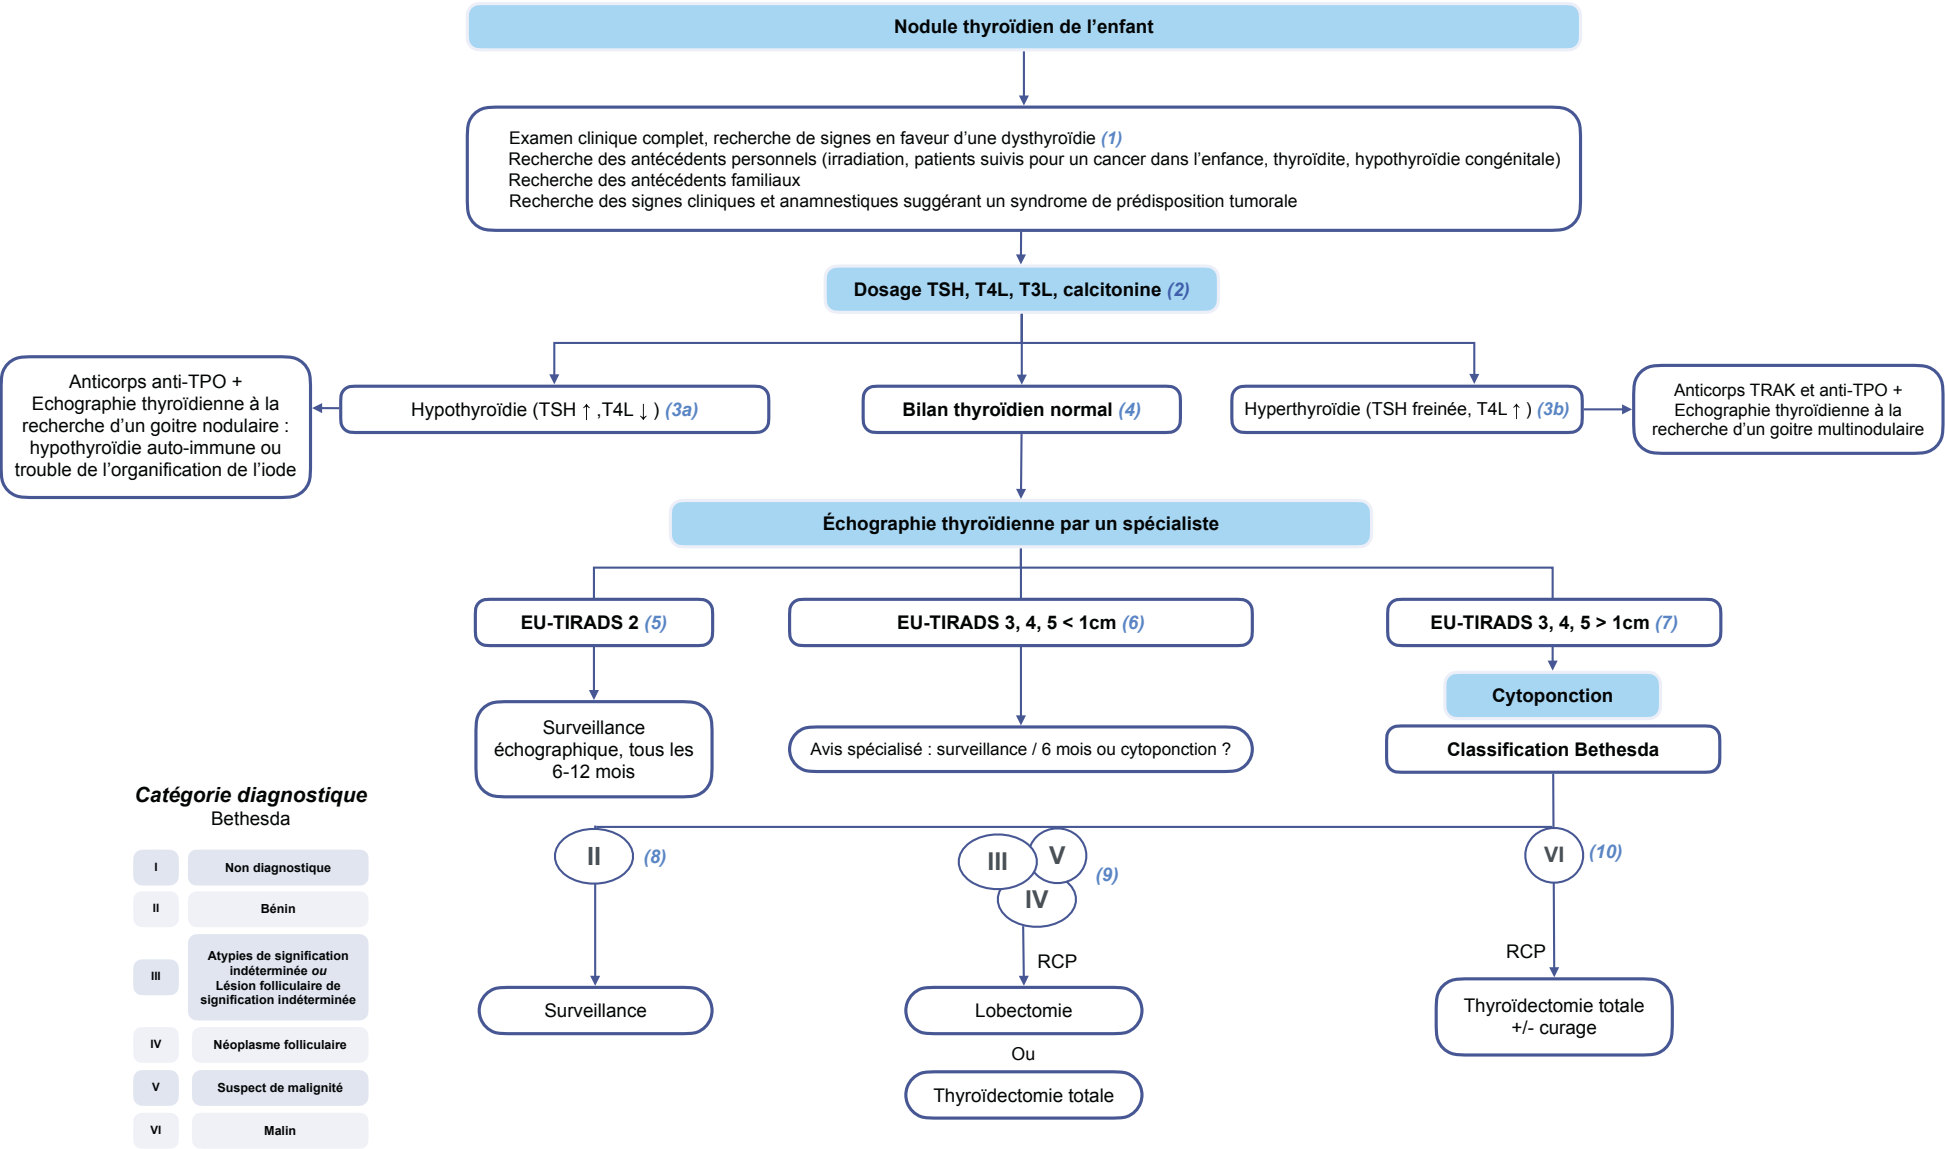 Nodule thyroïdien de l’enfant
Examen clinique complet, recherche de signes en faveur d’une dysthyroïdie (1)
Recherche des antécédents personnels (irradiation, patients suivis pour un cancer dans l’enfance, thyroïdite, hypothyroïdie congénitale)
Recherche des antécédents familiaux
Recherche des signes cliniques et anamnestiques suggérant un syndrome de prédisposition tumorale
Dosage TSH, T4L, T3L, calcitonine (2)
Anticorps anti-TPO +
Echographie thyroïdienne à la
recherche d’un goitre nodulaire :
hypothyroïdie auto-immune ou
trouble de l’organification de l’iode
Hypothyroïdie (TSH ↑ ,T4L ↓ ) (3a)
Bilan thyroïdien normal (4)
Hyperthyroïdie (TSH freinée, T4L ↑ ) (3b)
Anticorps TRAK et anti-TPO +
Echographie thyroïdienne à la
recherche d’un goitre multinodulaire
Échographie thyroïdienne par un spécialiste
EU-TIRADS 2 (5)
EU-TIRADS 3, 4, 5 < 1cm (6)
EU-TIRADS 3, 4, 5 > 1cm (7)
Surveillance
échographique, tous les
6-12 mois
Avis spécialisé : surveillance / 6 mois ou cytoponction ?
Cytoponction
Classification Bethesda
II (8)
III
V
IV
(9)
VI (10)
RCP
RCP
Surveillance
Lobectomie
Ou
Thyroïdectomie totale
Thyroïdectomie totale
+/- curage
Catégorie diagnostique
Bethesda
I Non diagnostique
II Bénin
III Atypies de signification
indéterminée ou
Lésion folliculaire de
signification indéterminée
IV Néoplasme folliculaire
V Suspect de malignité
VI Malin